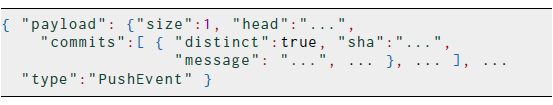 { "payload": {"size":1, "head":"...",
"commits":[ { "distinct":true, "sha":"...",
"message": "...", ... }, ... ], ...
"type":"PushEvent" }